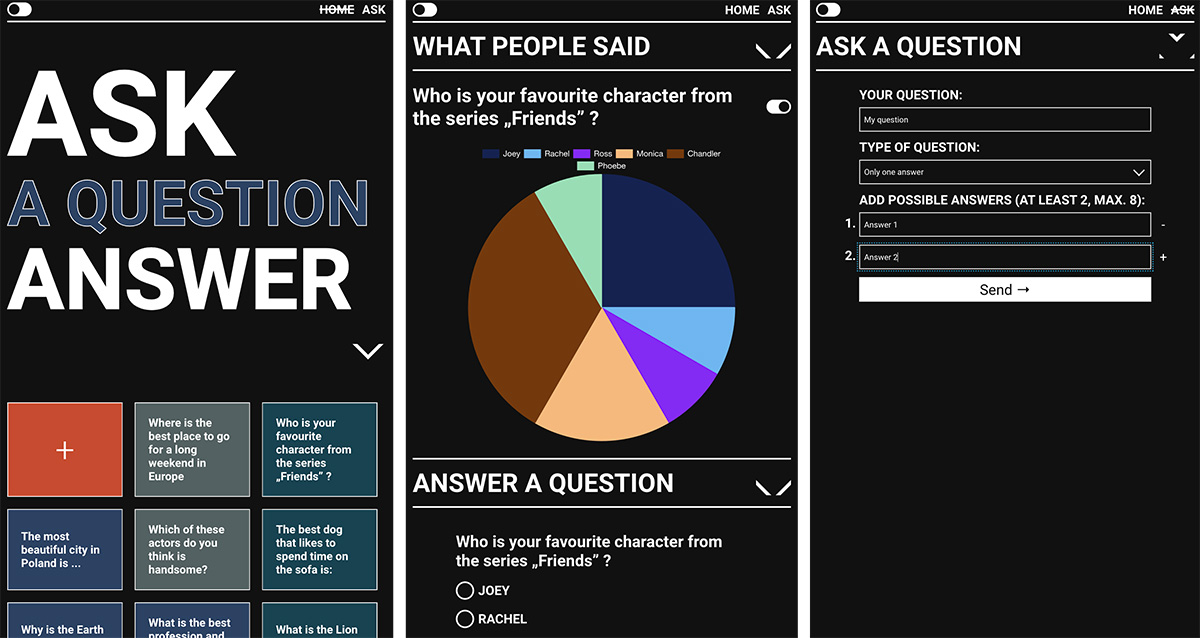 HOME ASK
ASK
A QUESTION
ANSWER
+
Where is the
best place to go
for a long
weekend in
Europe
Who is your
favourite
character from
the series
„Friends” ?
The most
beautiful city in
Poland is ...
Which of these
actors do you
think is
handsome?
The best dog
that likes to
spend time on
the sofa is:
Why is the Earth
What is the best
profession and
What is the Lion
HOME ASK
WHAT PEOPLE SAID
Who is your favourite character from
the series „Friends” ?
Joey Rachel Ross Monica Chandler
Phoebe
ANSWER A QUESTION
Who is your favourite character from
the series „Friends” ?
JOEY
RACHEL
HOME ASK
ASK A QUESTION
YOUR QUESTION:
My question
TYPE OF QUESTION:
Only one answer
ADD POSSIBLE ANSWERS (AT LEAST 2, MAX. 8):
1. Answer 1 -
2. Answer 2 +
Send →